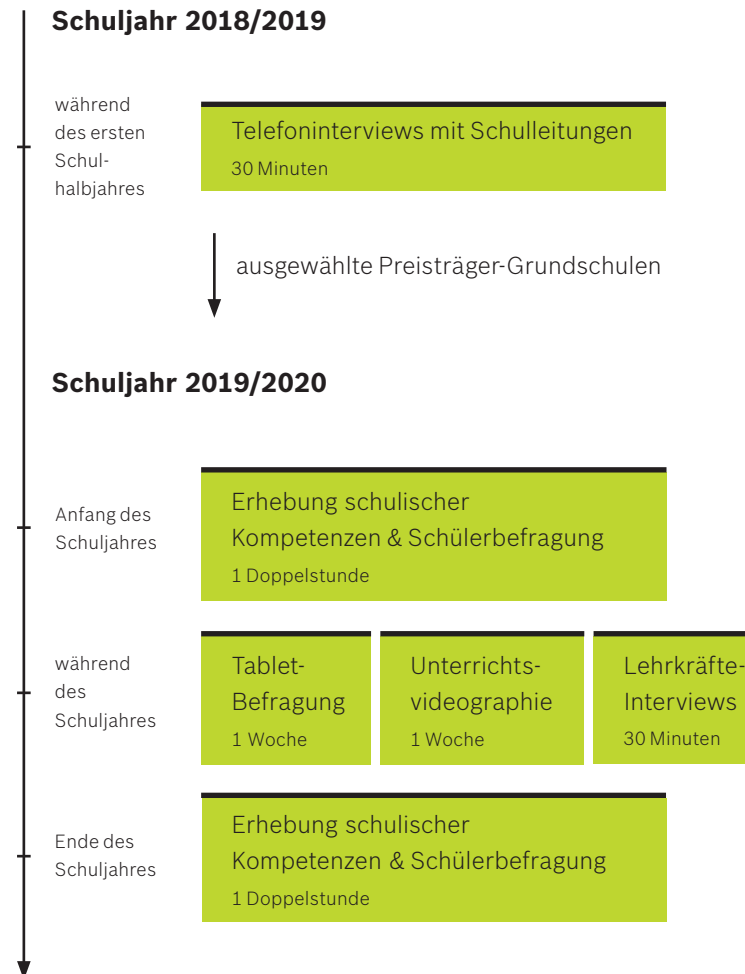 Schuljahr 2018/2019
während
des ersten
Schul-
halbjahres
Telefoninterviews mit Schulleitungen
30 Minuten
ausgewählte Preisträger-Grundschulen
Schuljahr 2019/2020
Anfang des
Schuljahres
Erhebung schulischer
Kompetenzen & Schülerbefragung
1 Doppelstunde
während
des
Schuljahres
Tablet-
Befragung
1 Woche
Unterrichts-
videographie
1 Woche
Lehrkräfte-
Interviews
30 Minuten
Ende des
Schuljahres
Erhebung schulischer
Kompetenzen & Schülerbefragung
1 Doppelstunde